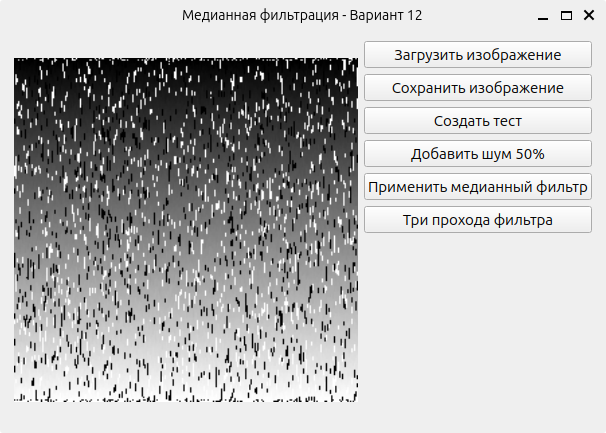 Медианная фильтрация - Вариант 12
Загрузить изображение
Сохранить изображение
Создать тест
Добавить шум 50%
Применить медианный фильтр
Три прохода фильтра